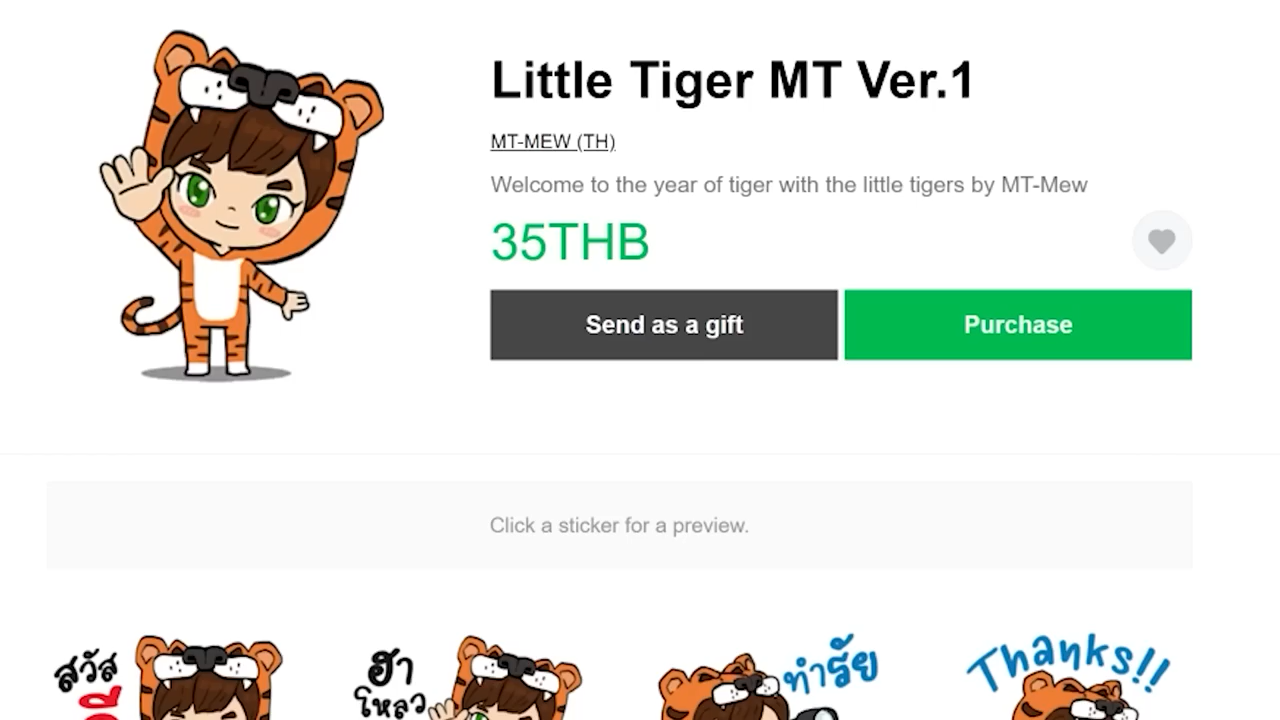 Little Tiger MT Ver.1
MT-MEW (TH)
Welcome to the year of tiger with the little tigers by MT-Mew
35THB
Send as a gift
Purchase
Click a sticker for a preview.
สวัส
ฮา
โหลว
ทำรัย
Thanks!!